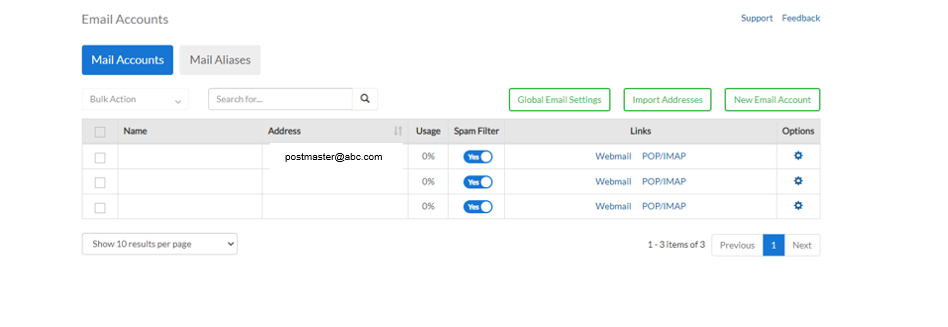 Email Accounts
Support Feedback
Mail Accounts Mail Aliases
Bulk Action Search for... Global Email Settings Import Addresses New Email Account
Name Address Usage Spam Filter Links Options
postmaster@abc.com 0% Yes Webmail POP/IMAP
0% Yes Webmail POP/IMAP
0% Yes Webmail POP/IMAP
Show 10 results per page 1 - 3 items of 3 Previous 1 Next